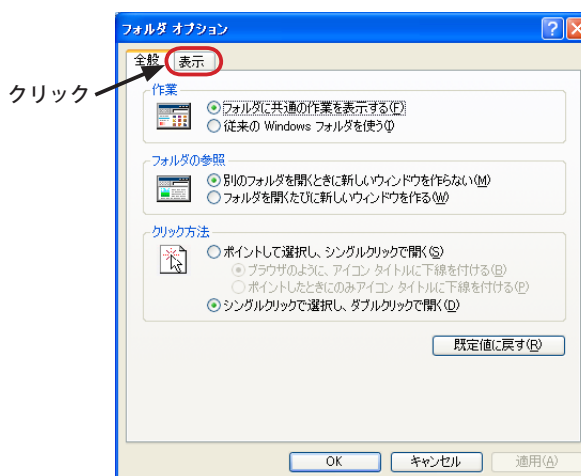 フォルダ オプション
全般
表示
クリック
作業
フォルダに共通の作業を表示する(F)
従来の Windows フォルダを使う(I)
フォルダの参照
別のフォルダを開くときに新しいウィンドウを作らない(M)
フォルダを開くたびに新しいウィンドウを作る(W)
クリック方法
ポイントして選択し、シングルクリックで開く(S)
ブラウザのように、アイコン タイトルに下線を付ける(B)
ポイントしたときにのみアイコン タイトルに下線を付ける(P)
シングルクリックで選択し、ダブルクリックで開く(D)
既定値に戻す(R)
OK
キャンセル
適用(A)